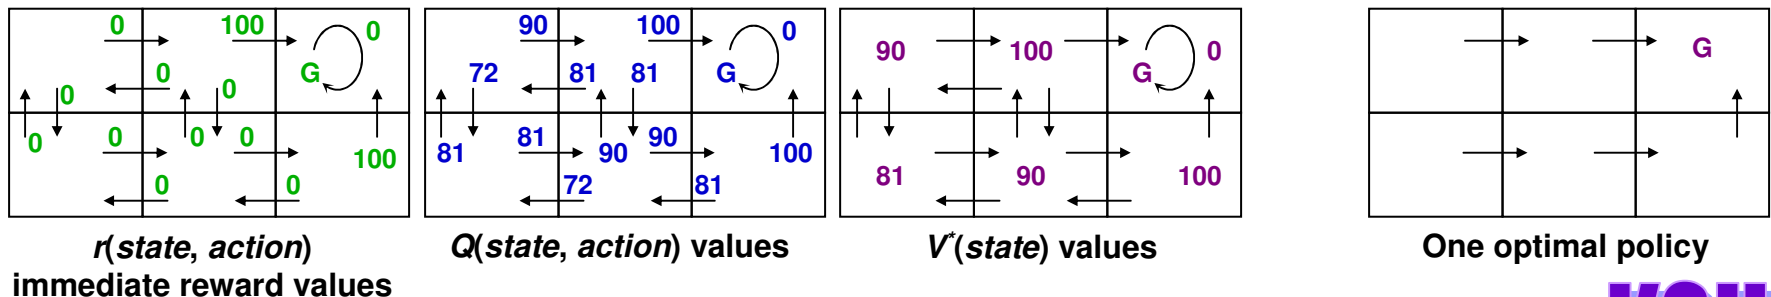 0 100 0
0 G
0 0
0 0 0 0 100
0 0
90 100 0
72 81 81 G
81 81 90 90 100
72 81
90 100 G 0
81 90 100
G
r(state, action)
immediate reward values
Q(state, action) values
V*(state) values
One optimal policy